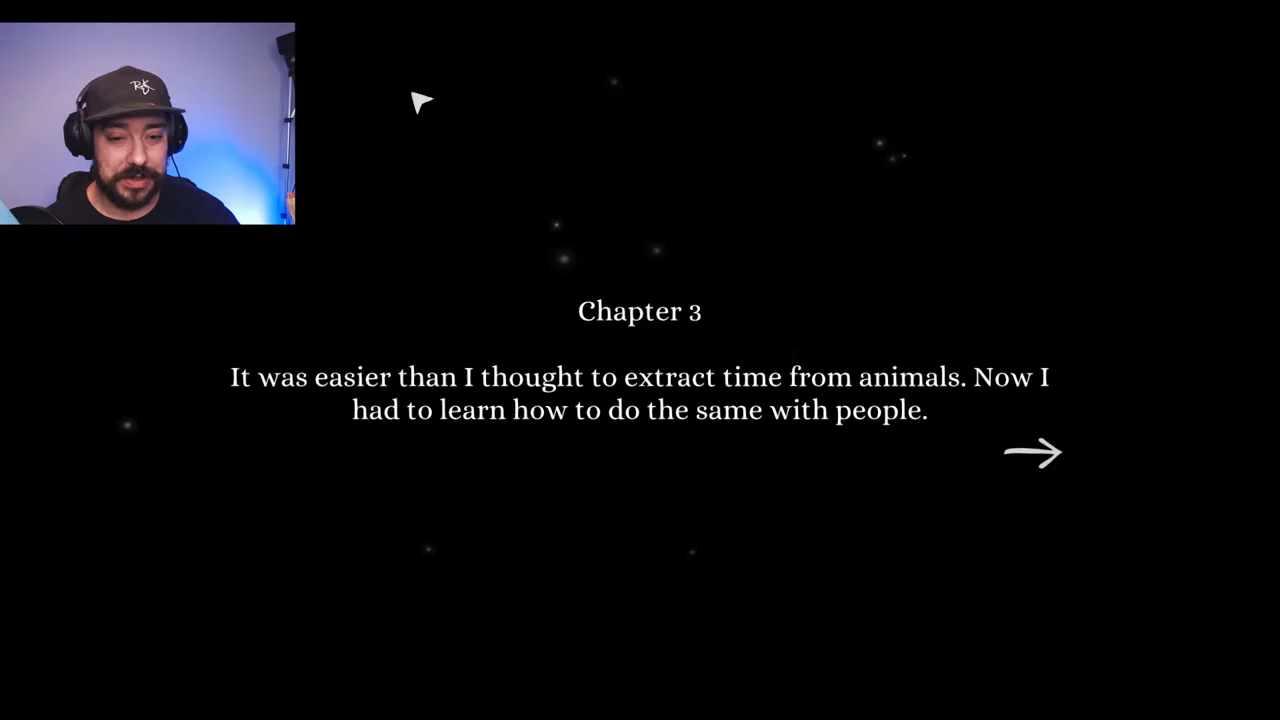 Chapter 3
It was easier than I thought to extract time from animals. Now I
had to learn how to do the same with people.